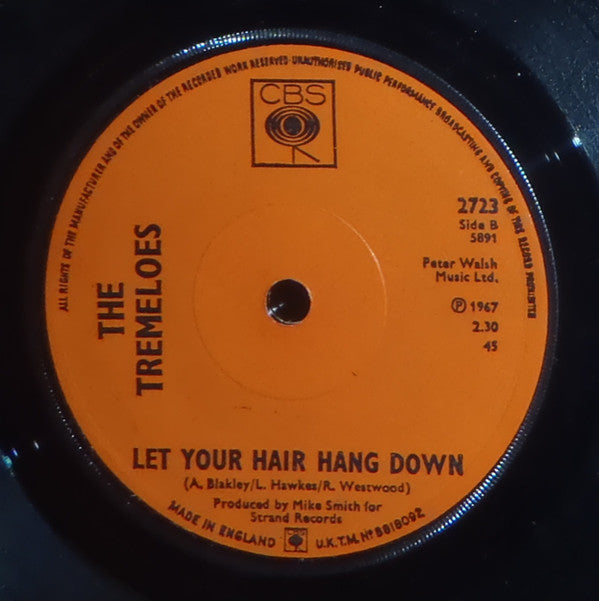 ALL RIGHTS OF THE MANUFACTURER AND OF THE OWNER OF THE RECORDED WORK RESERVED·UNAUTHORISED PUBLIC PERFORMANCE BROADCASTING AND COPYING OF THIS RECORD PROHIBITED
CBS
2723
Side B
5891
Peter Walsh
Music Ltd.
℗ 1967
2.30
45
THE
TREMELOES
LET YOUR HAIR HANG DOWN
(A. Blakley/L. Hawkes/R. Westwood)
Produced by Mike Smith for
Strand Records
MADE IN ENGLAND CBS U.K.T.M. Nº B818092